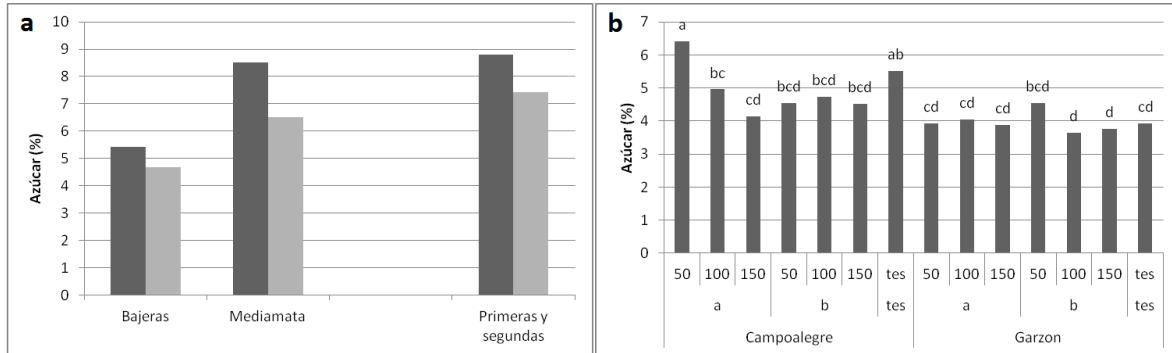 a
Azúcar (%)
10
9
8
7
6
5
4
3
2
1
0
Bajeras
Mediamata
Primeras y
segundas
b
Azúcar (%)
7
6
5
4
3
2
1
0
a
bc
cd
bcd
bcd
bcd
ab
cd
cd
cd
bcd
d
d
cd
50 100 150 50 100 150 tes 50 100 150 50 100 150 tes
a b tes a b tes
Campoalegre Garzon